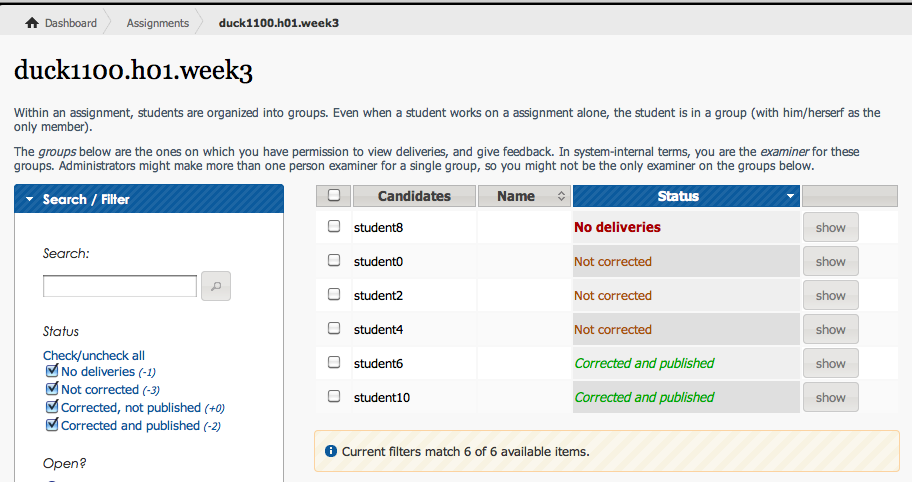 Dashboard Assignments duck1100.h01.week3
duck1100.h01.week3
Within an assignment, students are organized into groups. Even when a student works on a assignment alone, the student is in a group (with him/herserf as the
only member).
The groups below are the ones on which you have permission to view deliveries, and give feedback. In system-internal terms, you are the examiner for these
groups. Administrators might make more than one person examiner for a single group, so you might not be the only examiner on the groups below.
Search / Filter
Search:
Status
Check/uncheck all
No deliveries (-1)
Not corrected (-3)
Corrected, not published (+0)
Corrected and published (-2)
Open?
Candidates Name Status
student8 No deliveries show
student0 Not corrected show
student2 Not corrected show
student4 Not corrected show
student6 Corrected and published show
student10 Corrected and published show
Current filters match 6 of 6 available items.